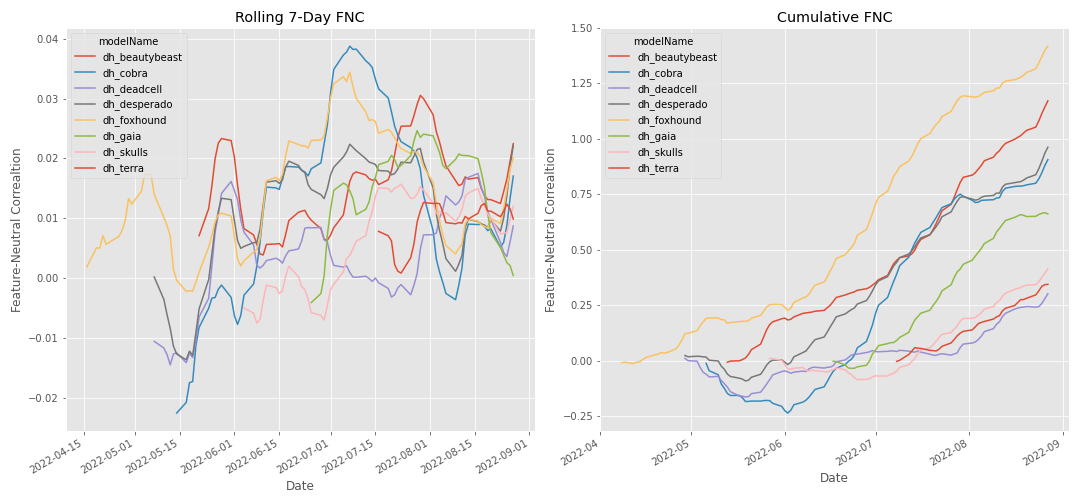 Rolling 7-Day FNC
modelName
dh_beautybeast
dh_cobra
dh_deadcell
dh_desperado
dh_foxhound
dh_gaia
dh_skulls
dh_terra
0.04
0.03
0.02
0.01
0.00
−0.01
−0.02
Feature-Neutral Correaltion
2022-04-15
2022-05-01
2022-05-15
2022-06-01
2022-06-15
2022-07-01
2022-07-15
2022-08-01
2022-08-15
2022-09-01
Date
Cumulative FNC
modelName
dh_beautybeast
dh_cobra
dh_deadcell
dh_desperado
dh_foxhound
dh_gaia
dh_skulls
dh_terra
1.50
1.25
1.00
0.75
0.50
0.25
0.00
−0.25
Feature-Neutral Correaltion
2022-04
2022-05
2022-06
2022-07
2022-08
2022-09
Date